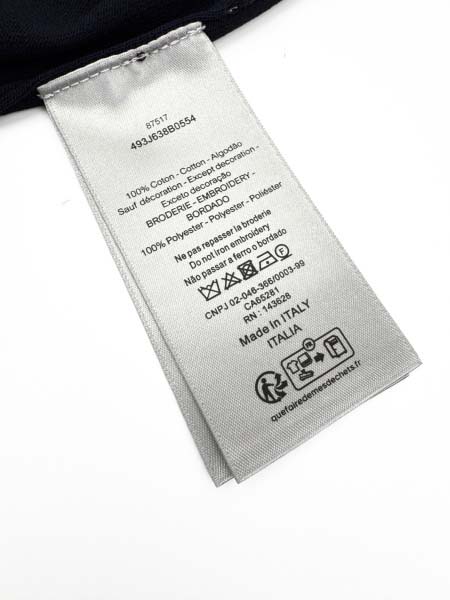 87517
493J638B0554
100% Coton - Cotton - Algodão
Sauf décoration - Except decoration -
Exceto decoração
BRODERIE - EMBROIDERY -
BORDADO
100% Polyester - Polyester - Poliéster
Ne pas repasser la broderie
Do not iron embroidery
Não passar a ferro o bordado
CNPJ 02-046-366/0003-99
CA65281
RN : 143626
Made in ITALY
ITALIA
quefairedemesdechets.fr